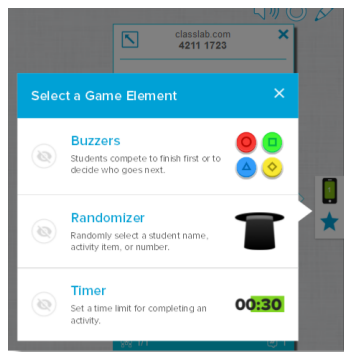 classlab.com
4211 1723
Select a Game Element
Buzzers
Students compete to finish first or to
decide who goes next.
Randomizer
Randomly select a student name,
activity item, or number.
Timer
Set a time limit for completing an
activity.
00:30